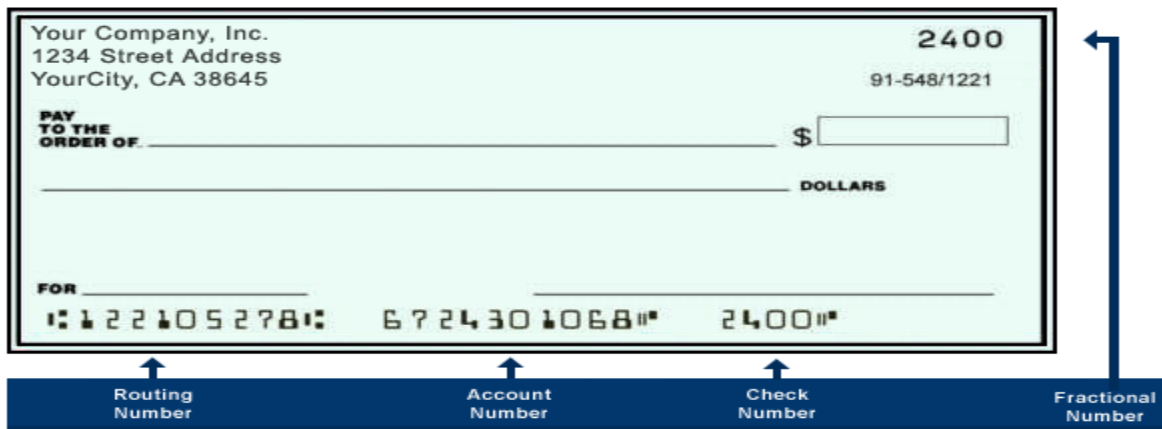 Your Company, Inc.
2400
1234 Street Address
YourCity, CA 38645
91-548/1221
PAY
TO THE
ORDER OF
$
DOLLARS
FOR
⑆122105278⑆ 6724301068⑈ 2400⑈
Routing Number
Account Number
Check Number
Fractional Number